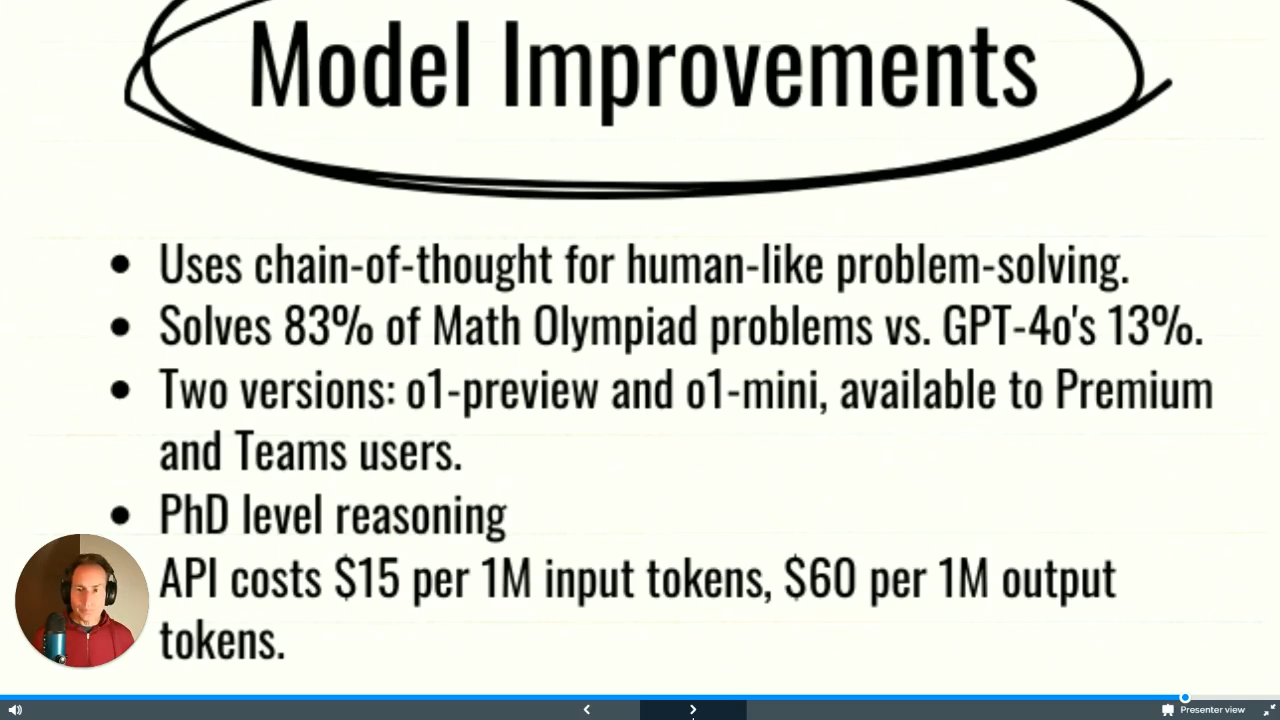 Model Improvements
• Uses chain-of-thought for human-like problem-solving.
• Solves 83% of Math Olympiad problems vs. GPT-4o's 13%.
• Two versions: o1-preview and o1-mini, available to Premium
and Teams users.
• PhD level reasoning
API costs $15 per 1M input tokens, $60 per 1M output
tokens.
Presenter view